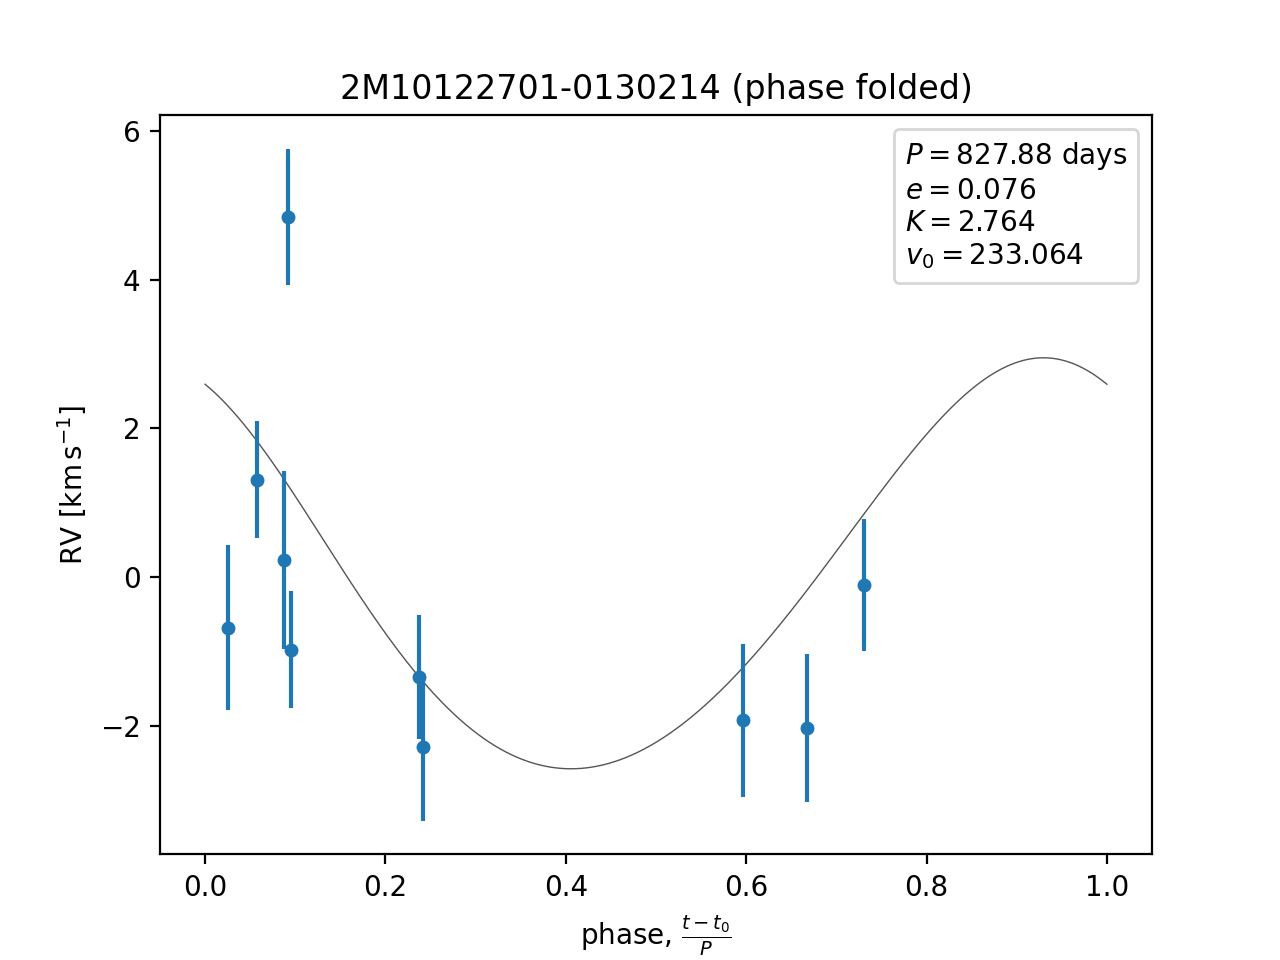 2M10122701-0130214 (phase folded)
P = 827.88 days
e = 0.076
K = 2.764
v₀ = 233.064
RV [km s⁻¹]
6
4
2
0
−2
0.0 0.2 0.4 0.6 0.8 1.0
phase, (t − t₀)/P